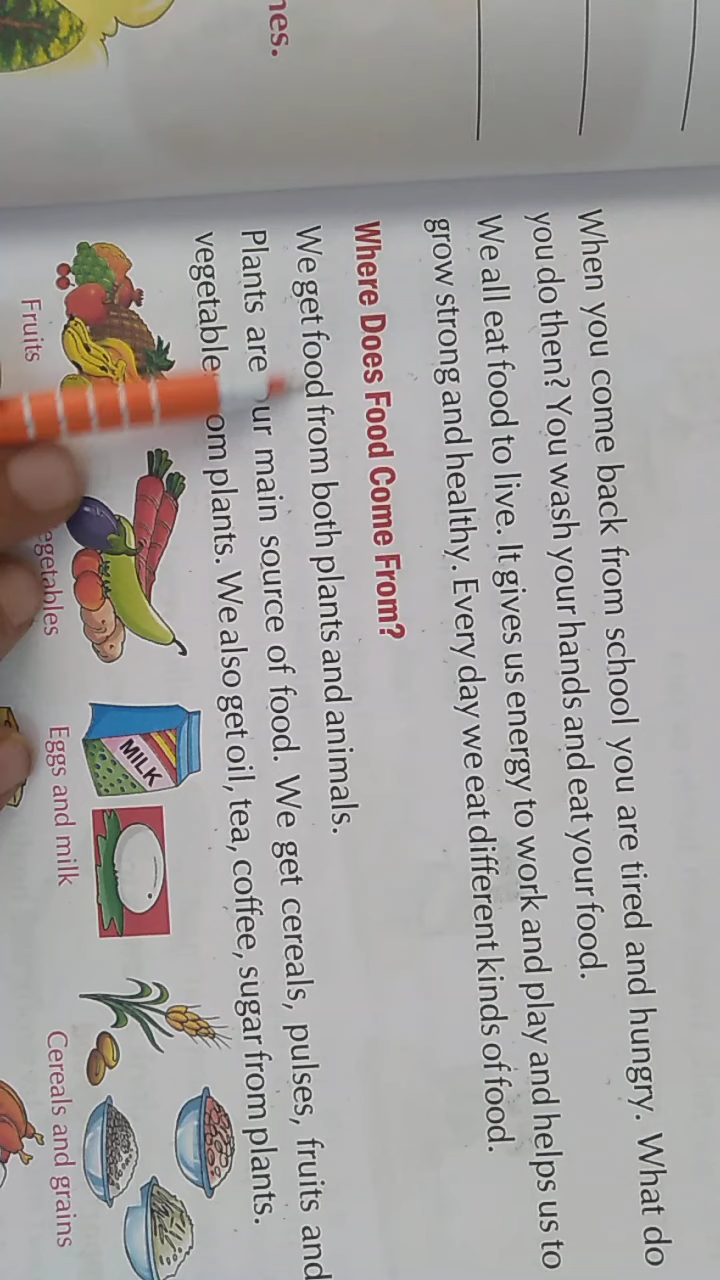 nes.
When you come back from school you are tired and hungry. What do
you do then? You wash your hands and eat your food.
We all eat food to live. It gives us energy to work and play and helps us to
grow strong and healthy. Every day we eat different kinds of food.
Where Does Food Come From?
We get food from both plants and animals.
Plants are our main source of food. We get cereals, pulses, fruits and
vegetables from plants. We also get oil, tea, coffee, sugar from plants.
MILK
Fruits
egetables
Eggs and milk
Cereals and grains